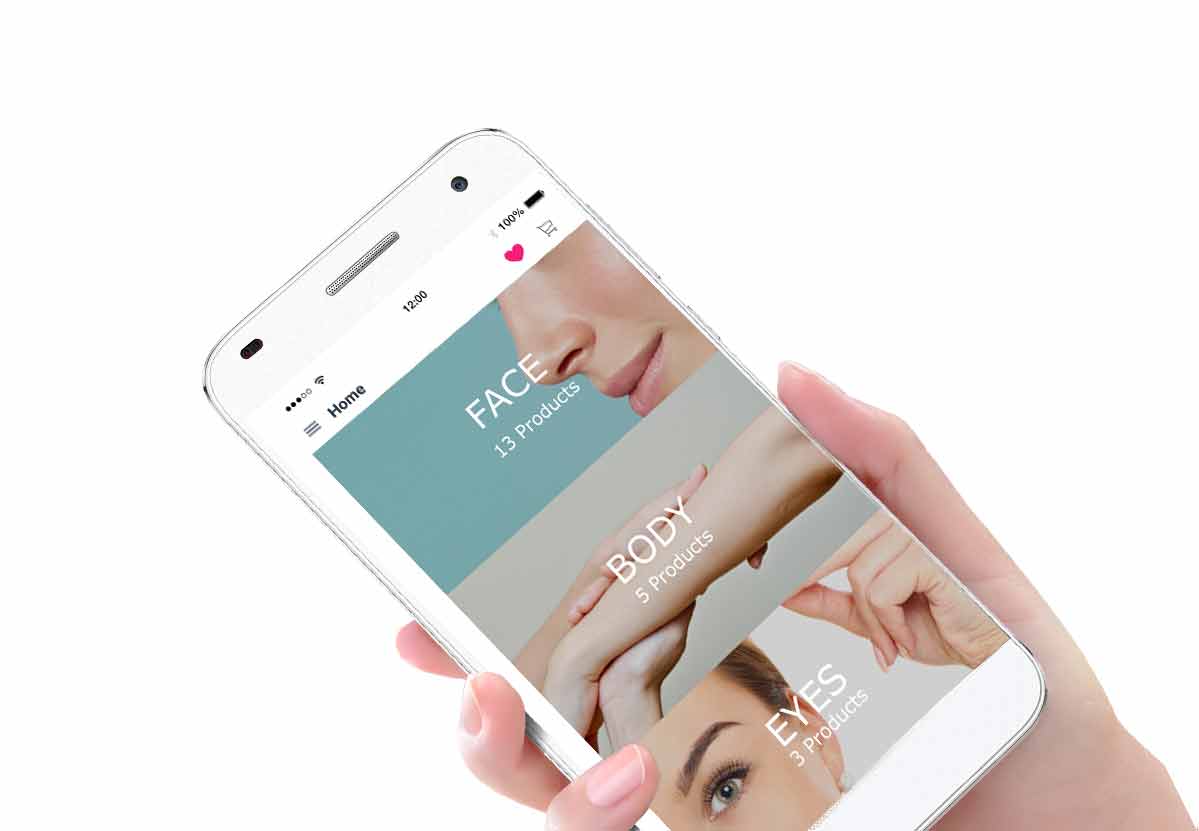 100%
12:00
Home
FACE
13 Products
BODY
5 Products
EYES
3 Products